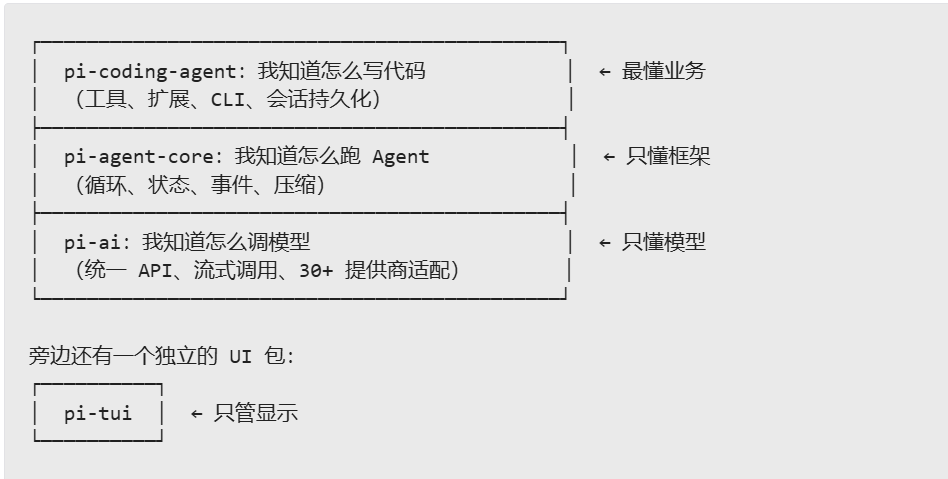 pi-coding-agent: 我知道怎么写代码 ← 最懂业务
（工具、扩展、CLI、会话持久化）
pi-agent-core: 我知道怎么跑 Agent ← 只懂框架
（循环、状态、事件、压缩）
pi-ai: 我知道怎么调模型 ← 只懂模型
（统一 API、流式调用、30+ 提供商适配）
旁边还有一个独立的 UI 包:
pi-tui ← 只管显示